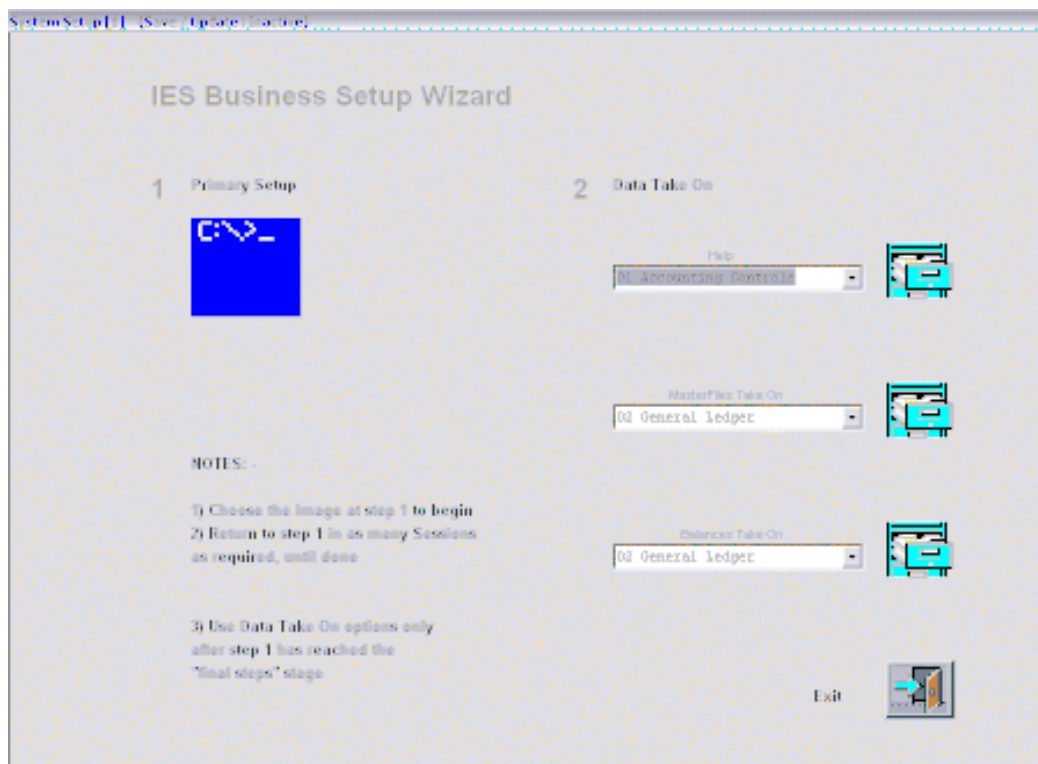 System Setup [1] (Save / Update : Inactive)
IES Business Setup Wizard
1 Primary Setup
C:\>_
NOTES: -
1) Choose the image at step 1 to begin
2) Return to step 1 in as many Sessions
as required, until done
3) Use Data Take On options only
after step 1 has reached the
"final steps" stage
2 Data Take On
Help
01 Accounting Controls
MasterFiles Take On
02 General ledger
Balances Take On
02 General ledger
Exit